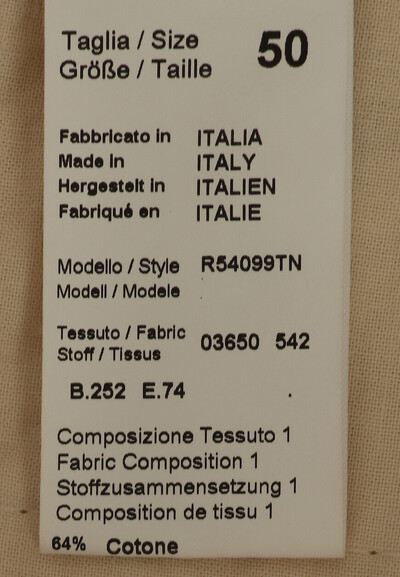 Taglia / Size 50
Größe / Taille
Fabbricato in ITALIA
Made in ITALY
Hergestelt in ITALIEN
Fabriqué en ITALIE
Modello / Style R54099TN
Modell / Modele
Tessuto / Fabric 03650 542
Stoff / Tissus
B.252 E.74
Composizione Tessuto 1
Fabric Composition 1
Stoffzusammensetzung 1
Composition de tissu 1
64% Cotone